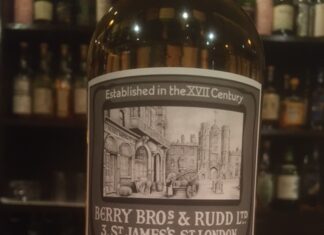 Established in the XVII Century
BERRY BROS & RUDD LTD
3, ST JAMES'S ST LONDON